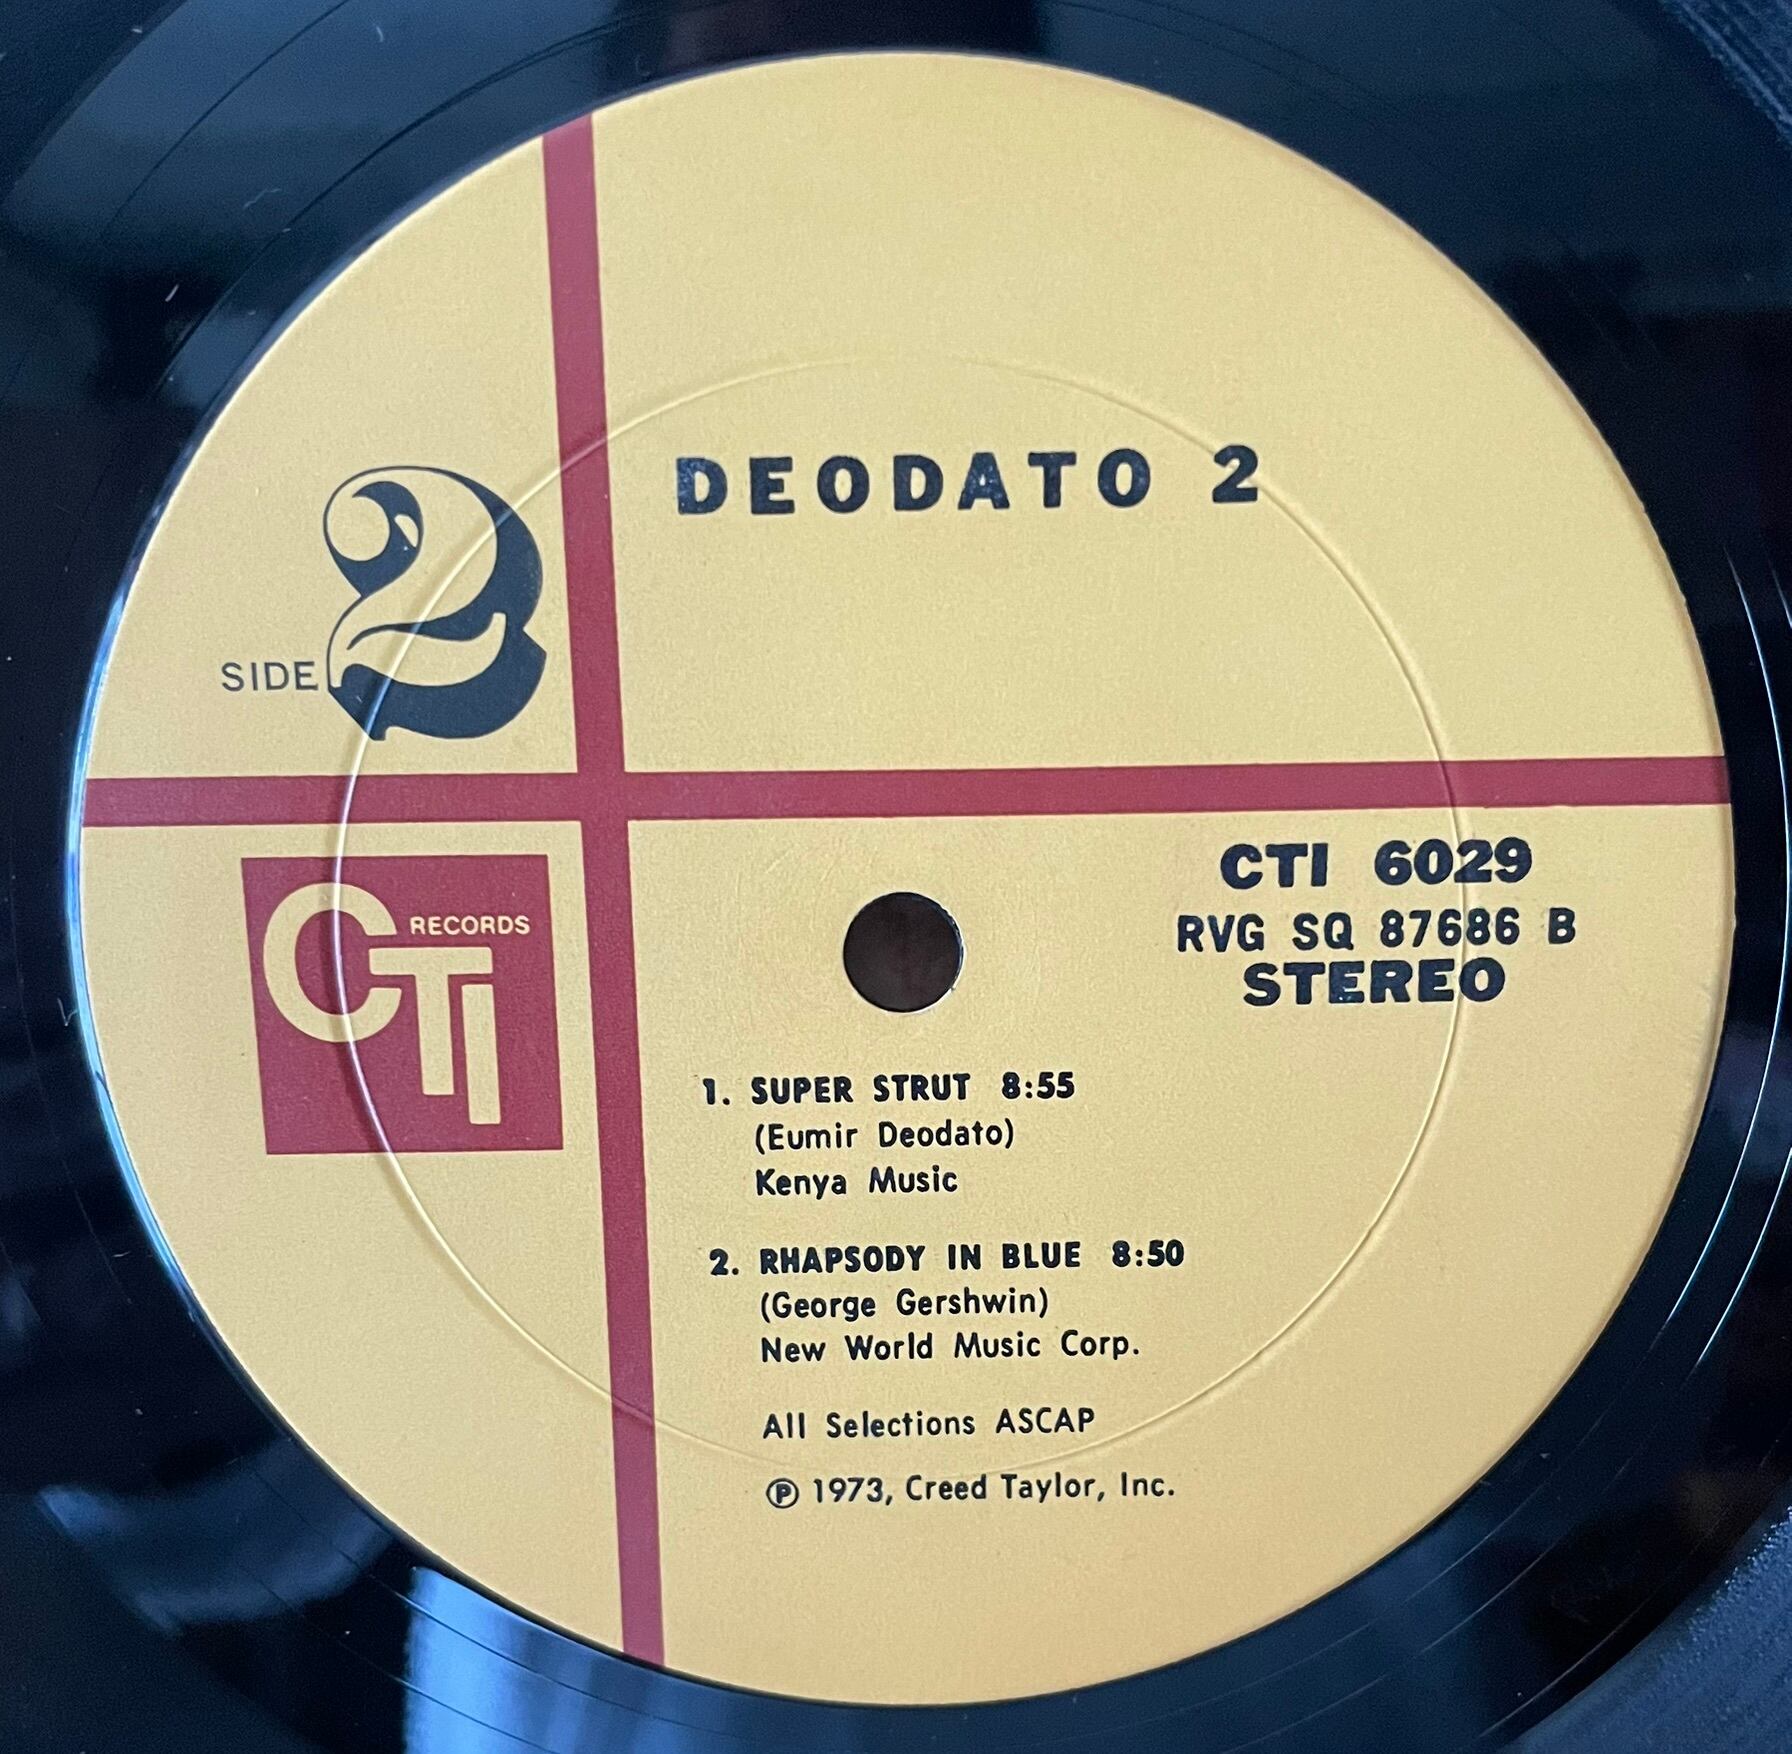 DEODATO 2
SIDE 2
CTI RECORDS
CTI 6029
RVG SQ 87686 B
STEREO
1. SUPER STRUT 8:55
(Eumir Deodato)
Kenya Music
2. RHAPSODY IN BLUE 8:50
(George Gershwin)
New World Music Corp.
All Selections ASCAP
℗ 1973, Creed Taylor, Inc.